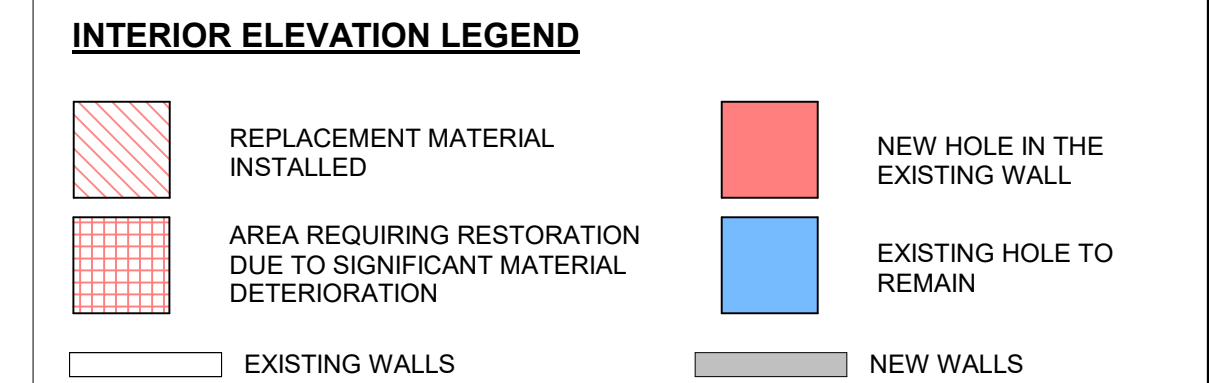 INTERIOR ELEVATION LEGEND
REPLACEMENT MATERIAL
INSTALLED
AREA REQUIRING RESTORATION
DUE TO SIGNIFICANT MATERIAL
DETERIORATION
EXISTING WALLS
NEW HOLE IN THE
EXISTING WALL
EXISTING HOLE TO
REMAIN
NEW WALLS